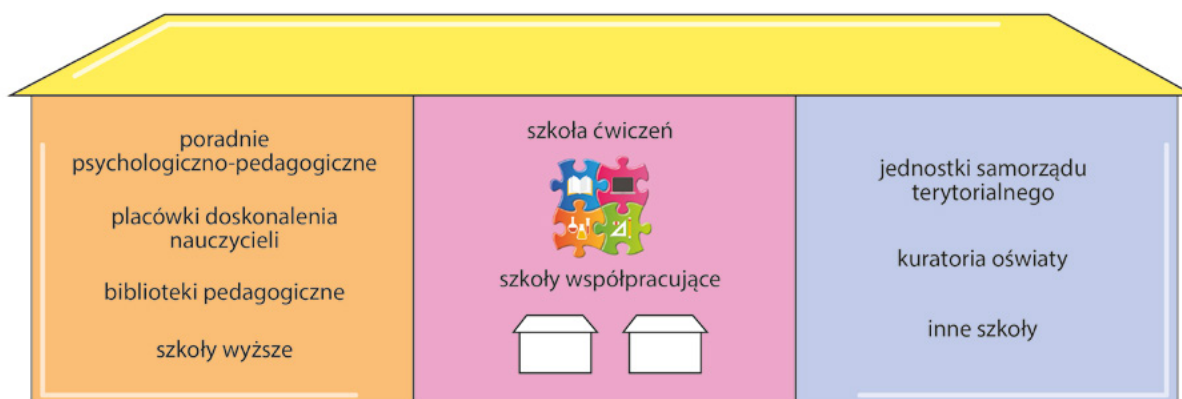 poradnie
psychologiczno-pedagogiczne
placówki doskonalenia
nauczycieli
biblioteki pedagogiczne
szkoły wyższe
szkoła ćwiczeń
szkoły współpracujące
jednostki samorządu
terytorialnego
kuratoria oświaty
inne szkoły